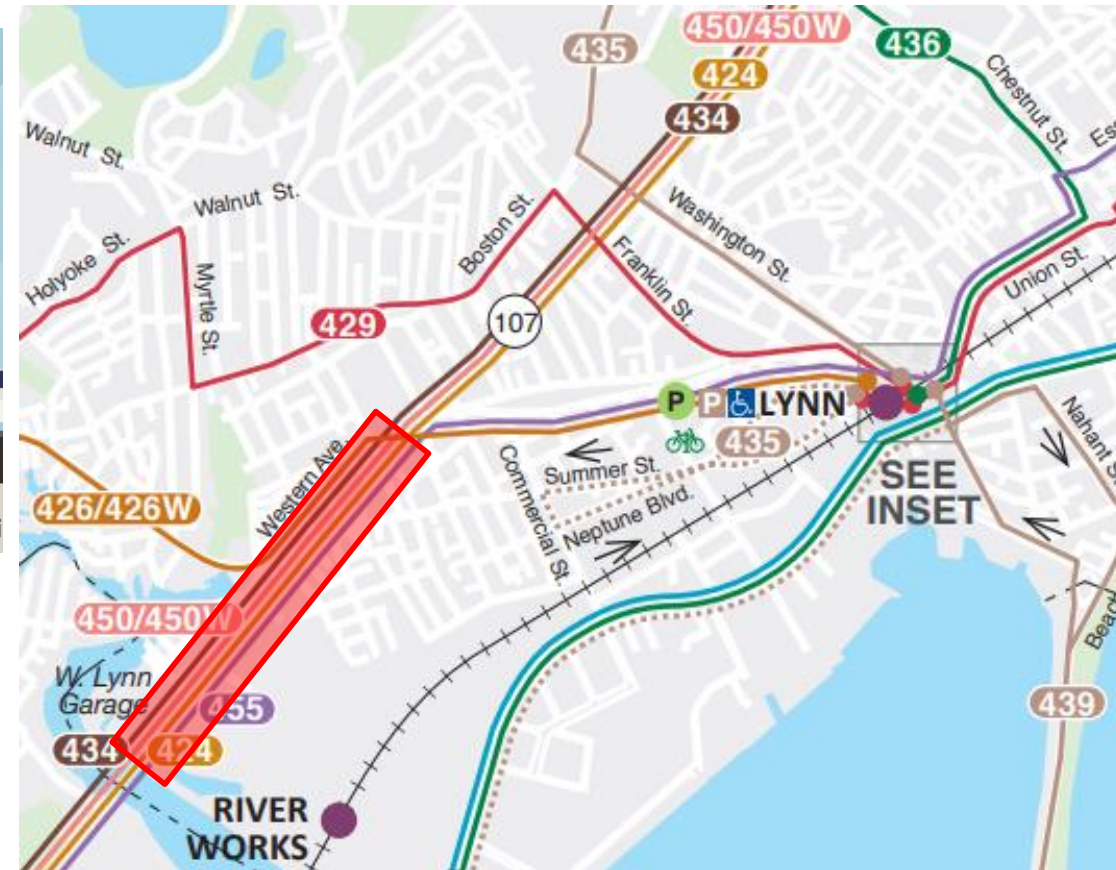 435
450/450W
436
424
434
Chestnut St.
Walnut St.
Walnut St.
Holyoke St.
Myrtle St.
Boston St.
Washington St.
Franklin St.
Union St.
429
107
P
P
LYNN
435
SEE
INSET
Nahant
Summer St.
Neptune Blvd.
Commercial St.
Western Ave.
426/426W
450/450W
W. Lynn
Garage
455
434
424
RIVER
WORKS
439